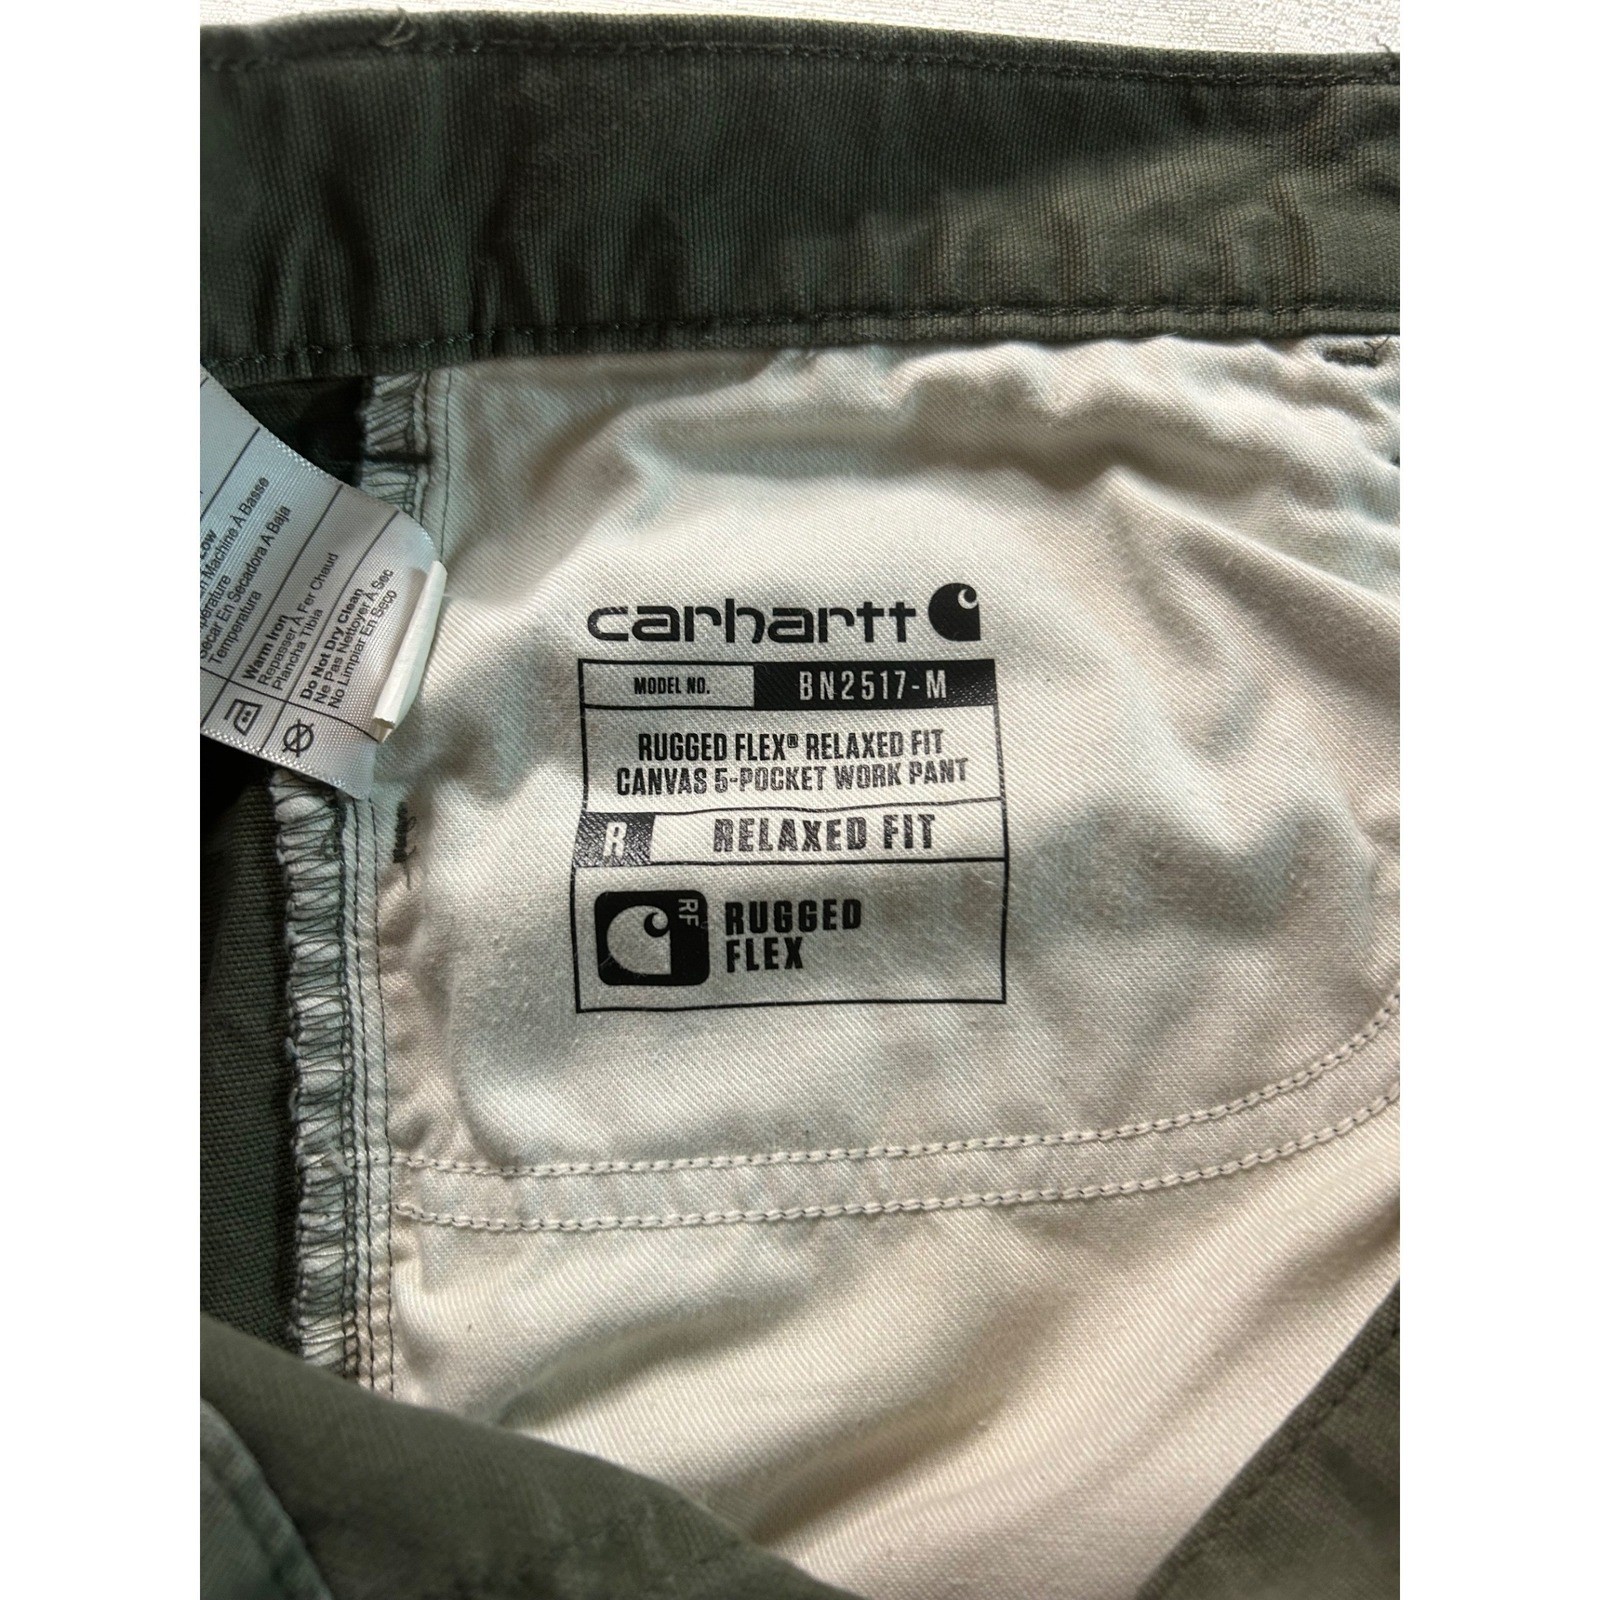 carhartt
MODEL NO. BN2517-M
RUGGED FLEX® RELAXED FIT
CANVAS 5-POCKET WORK PANT
R RELAXED FIT
RF
RUGGED
FLEX
Low
Machine À Basse
Secar En Secadora A Baja
Temperatura
Warm Iron
Repasser À Fer Chaud
Plancha Tibia
Do Not Dry Clean
Ne Pas Nettoyer À Sec
No Limpiar En Seco